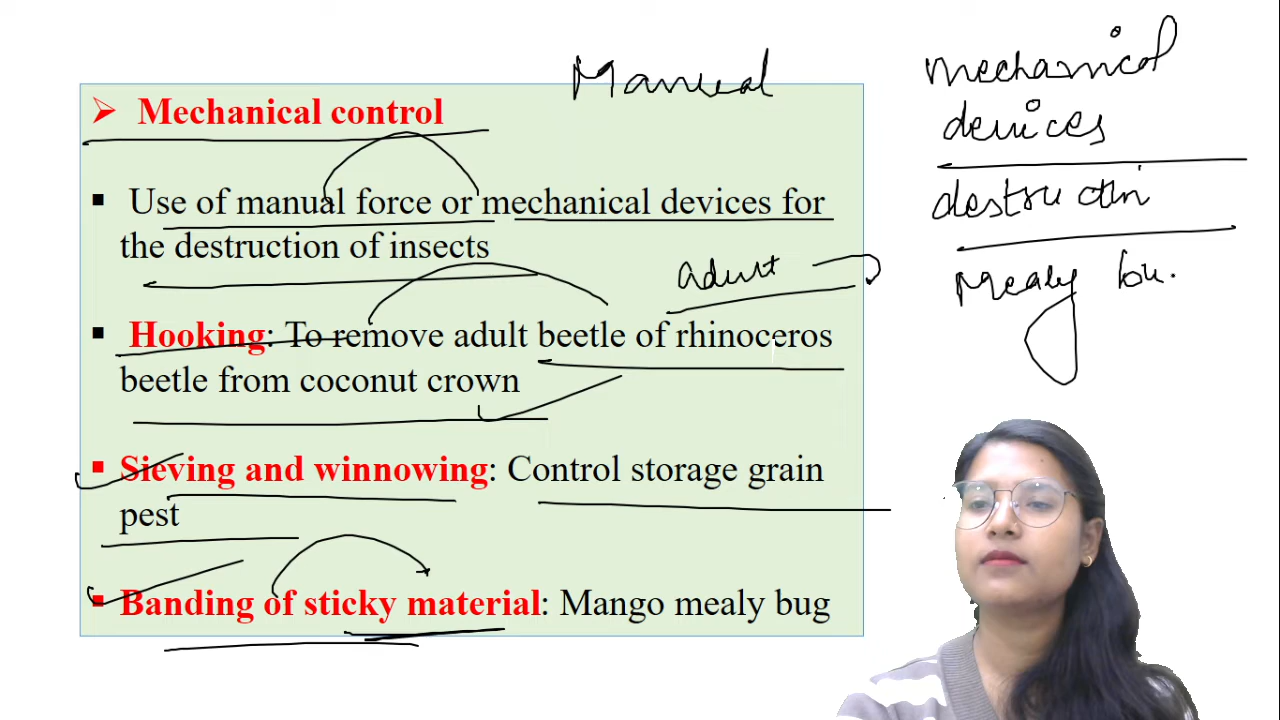 Manual
➢ Mechanical control
▪ Use of manual force or mechanical devices for
the destruction of insects
adult
▪ Hooking: To remove adult beetle of rhinoceros
beetle from coconut crown
▪ Sieving and winnowing: Control storage grain
pest
▪ Banding of sticky material: Mango mealy bug
mechanical
devices
destructin
Mealy